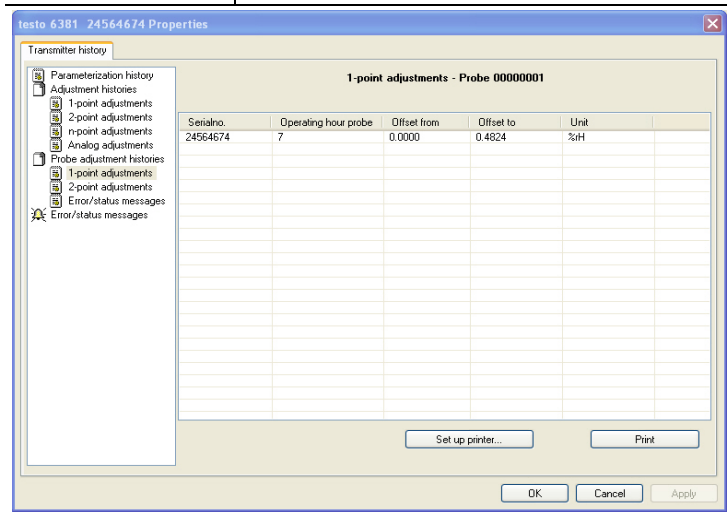 testo 6381 24564674 Properties
Transmitter history
Parameterization history
Adjustment histories
1-point adjustments
2-point adjustments
n-point adjustments
Analog adjustments
Probe adjustment histories
1-point adjustments
2-point adjustments
Error/status messages
Error/status messages
1-point adjustments - Probe 00000001
Serialno. Operating hour probe Offset from Offset to Unit
24564674 7 0.0000 0.4824 %rH
Set up printer... Print
OK Cancel Apply